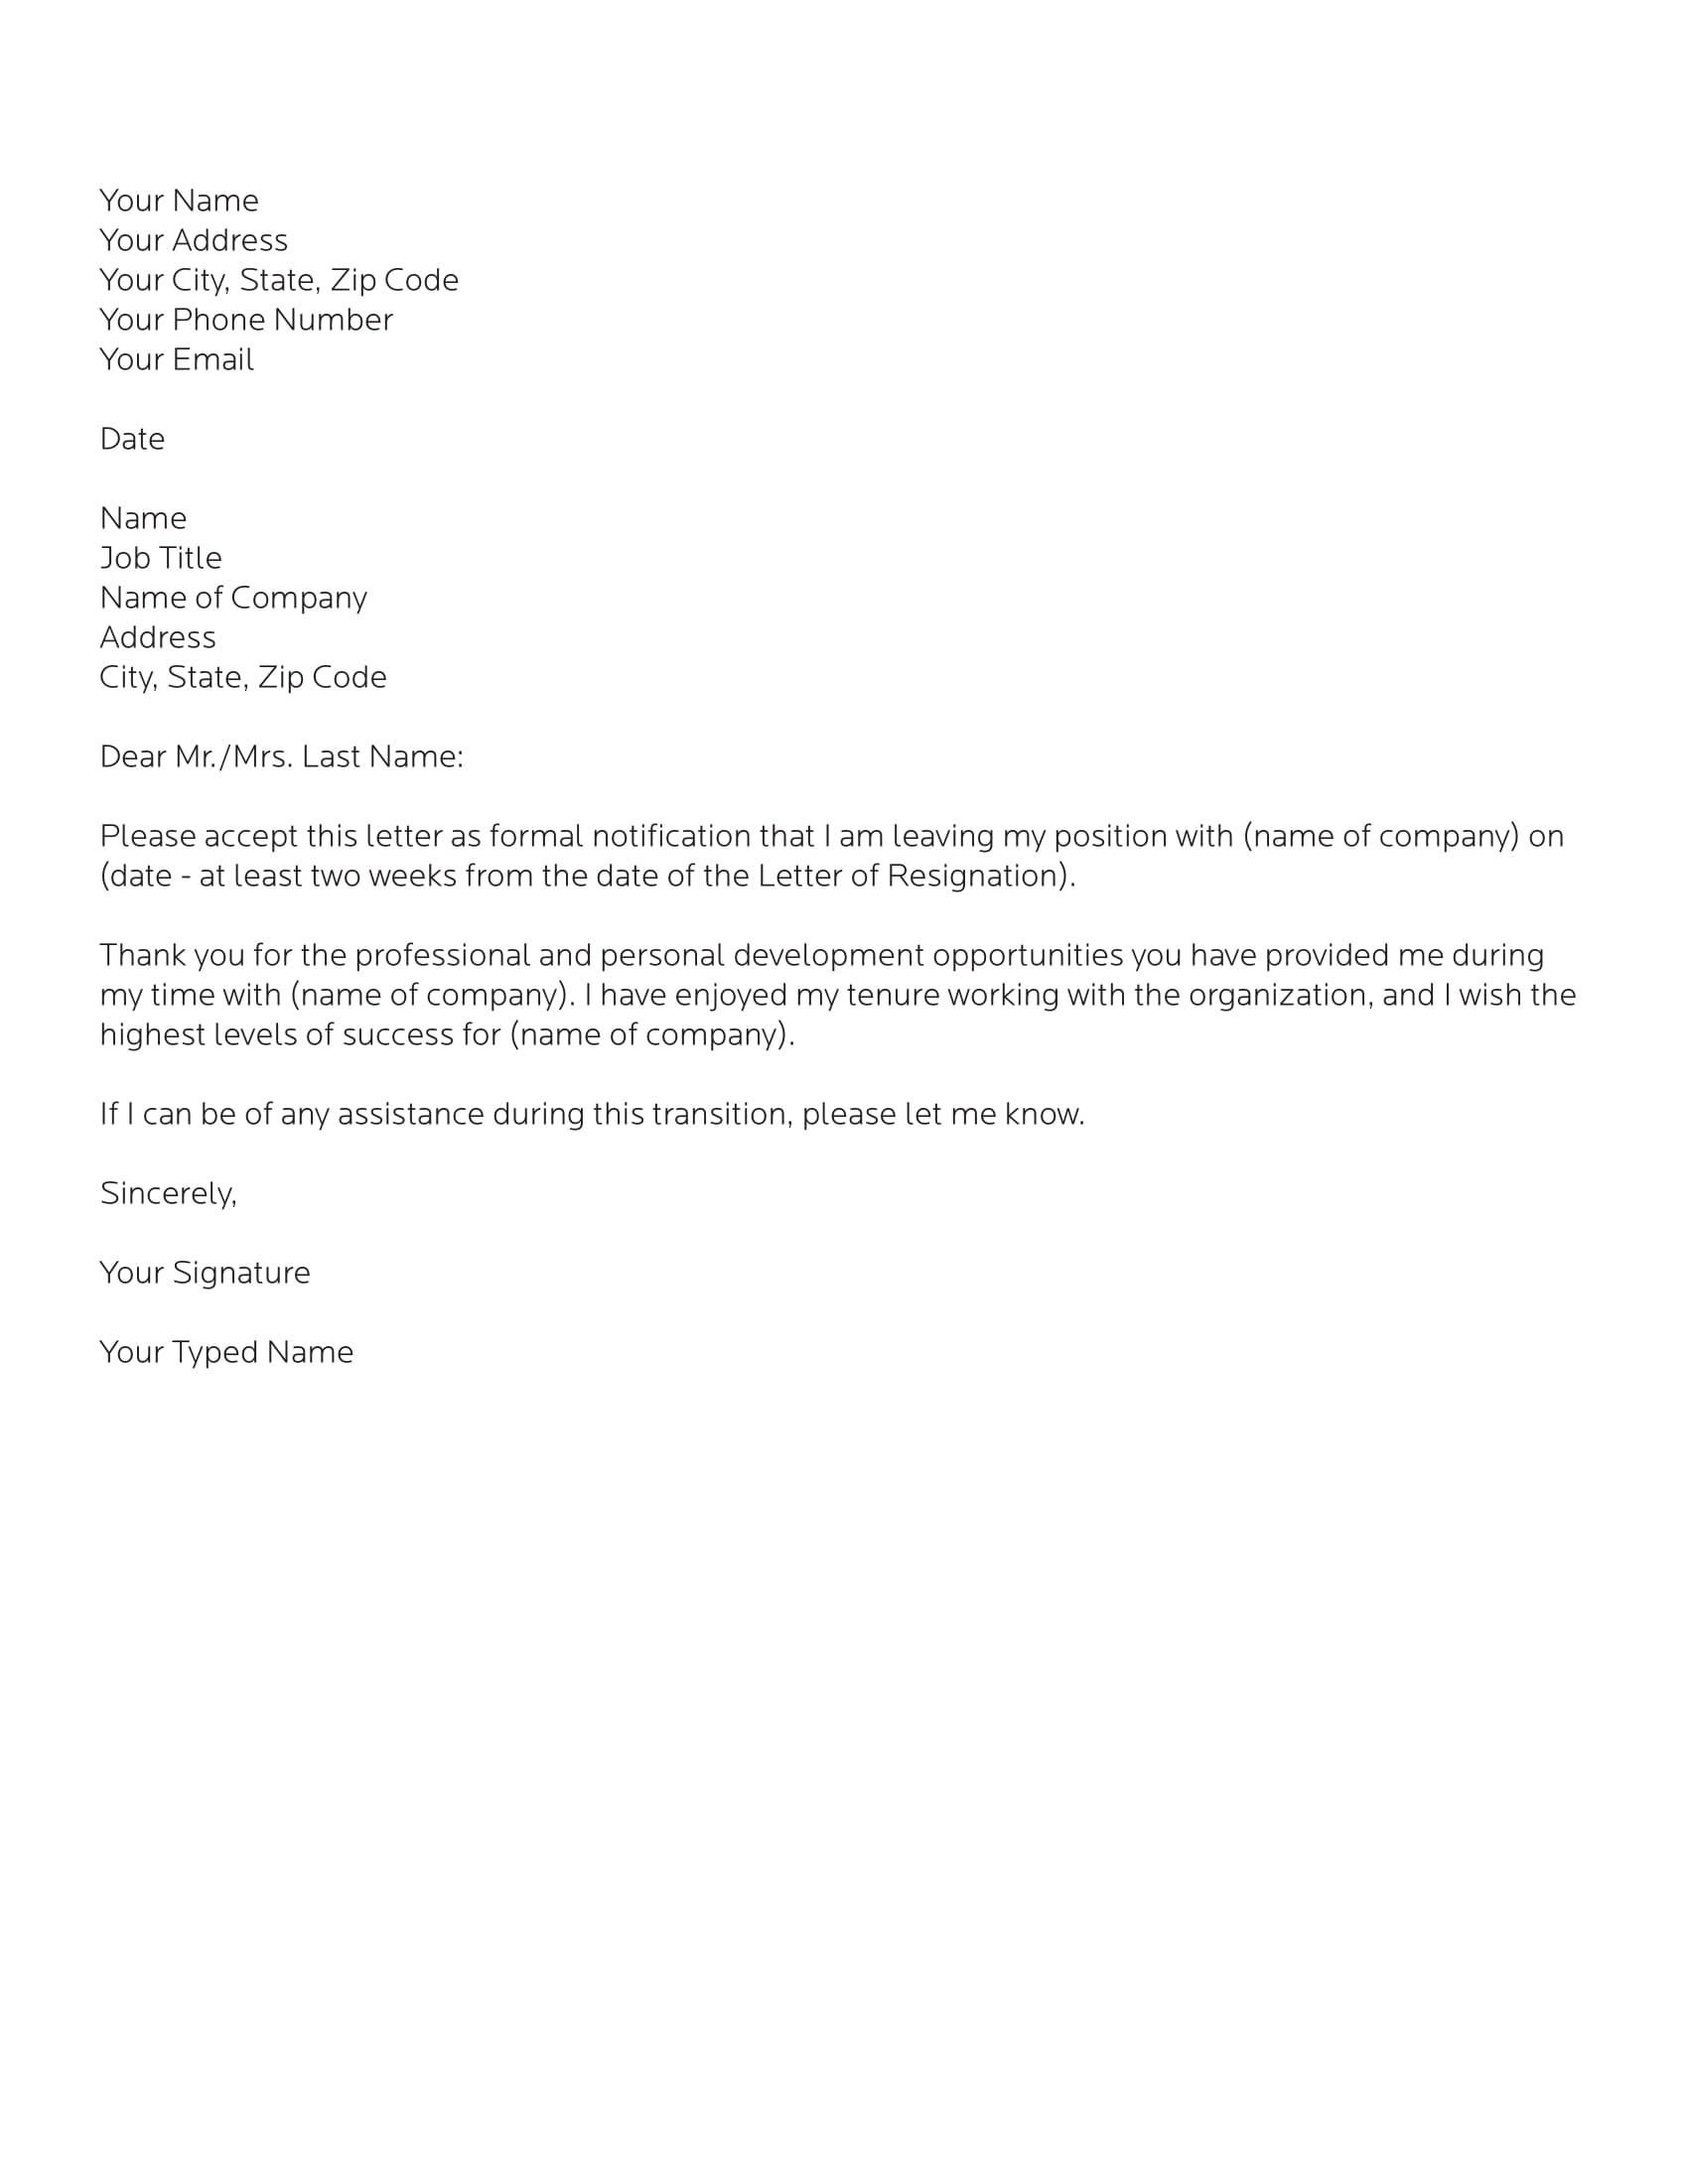 Your Name
Your Address
Your City, State, Zip Code
Your Phone Number
Your Email
Date
Name
Job Title
Name of Company
Address
City, State, Zip Code
Dear Mr./Mrs. Last Name:
Please accept this letter as formal notification that I am leaving my position with (name of company) on
(date - at least two weeks from the date of the Letter of Resignation).
Thank you for the professional and personal development opportunities you have provided me during
my time with (name of company). I have enjoyed my tenure working with the organization, and I wish the
highest levels of success for (name of company).
If I can be of any assistance during this transition, please let me know.
Sincerely,
Your Signature
Your Typed Name